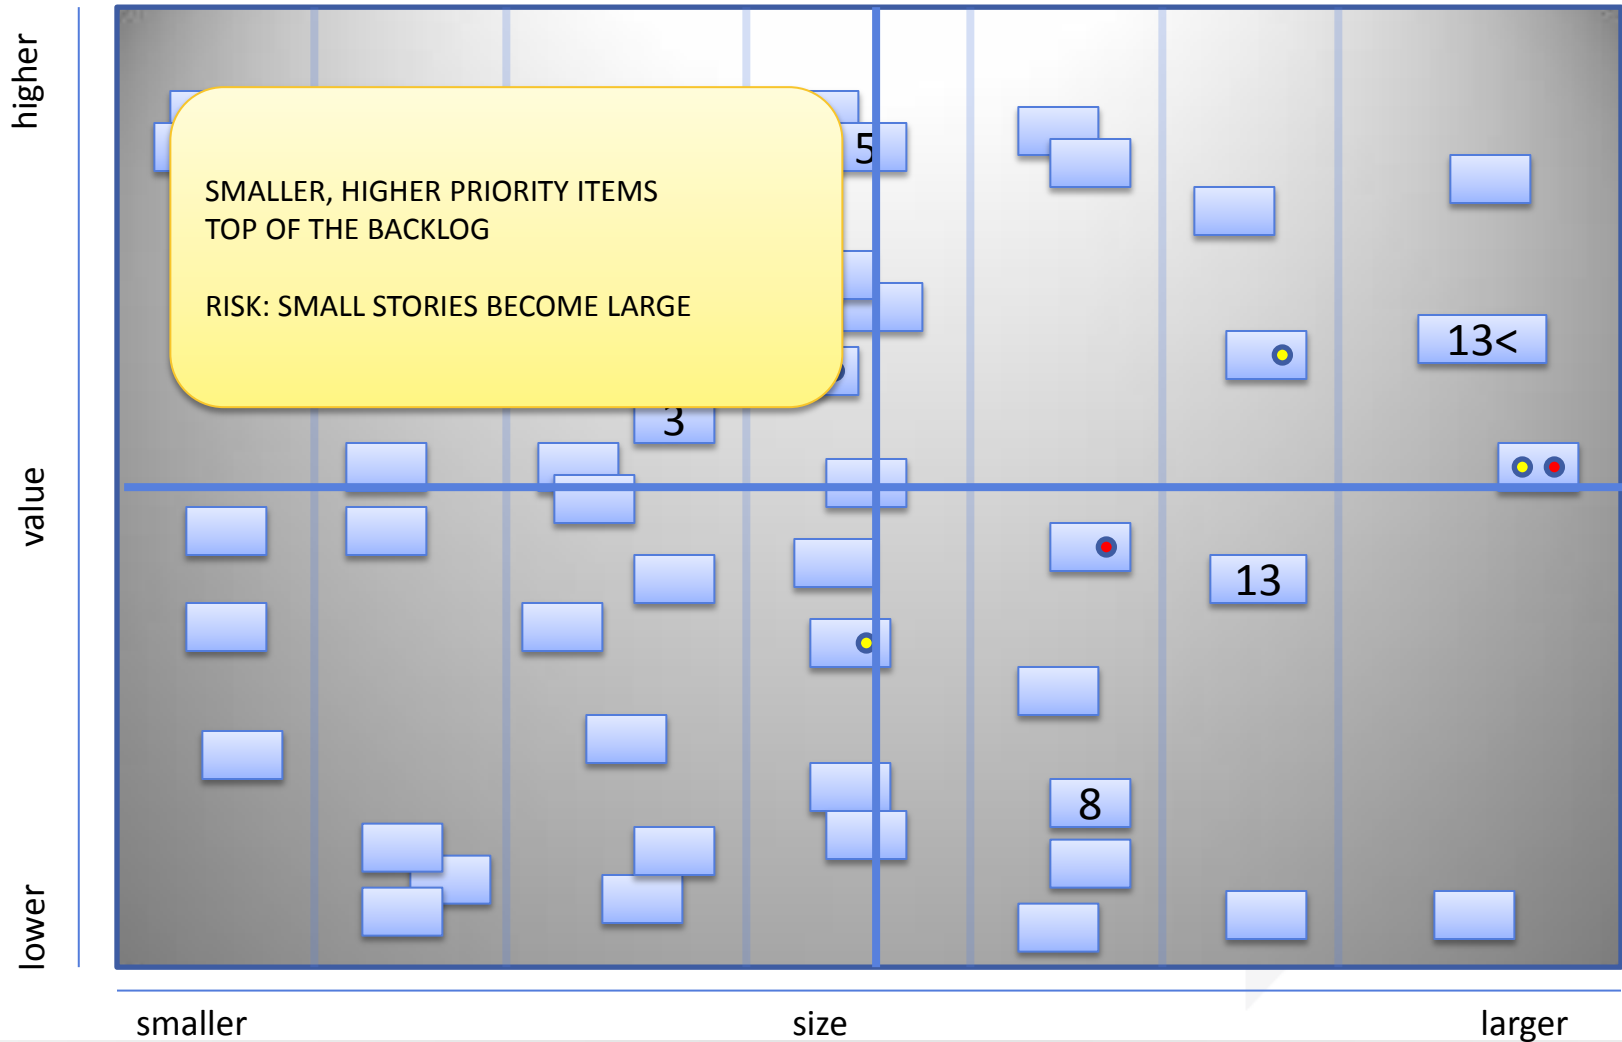 higher
5
SMALLER, HIGHER PRIORITY ITEMS
TOP OF THE BACKLOG
RISK: SMALL STORIES BECOME LARGE
13<
3
value
13
8
lower
smaller
size
larger